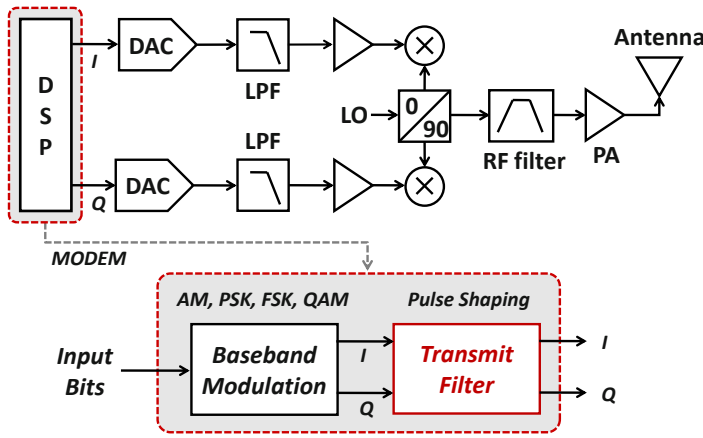 D
S
P
I
DAC
LPF
Antenna
LO
0
90
RF filter
PA
LPF
Q
DAC
MODEM
AM, PSK, FSK, QAM
Pulse Shaping
Input
Bits
Baseband
Modulation
I
Q
Transmit
Filter
I
Q